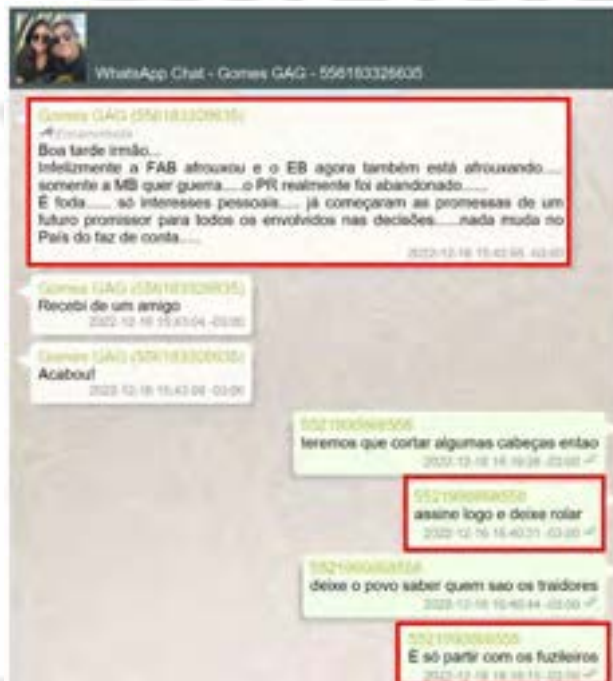 WhatsApp Chat - Gomes GAG - 556183326635
Gomes GAG (556183326635)
Encaminhada
Boa tarde irmão...
Infelizmente a FAB afrouxou e o EB agora também está afrouxando....
somente a MB quer guerra.....o PR realmente foi abandonado......
É foda...... só interesses pessoais..... já começaram as promessas de um
futuro promissor para todos os envolvidos nas decisões.....nada muda no
País do faz de conta.....
Gomes GAG (556183326635)
Recebi de um amigo
Gomes GAG (556183326635)
Acabou!
teremos que cortar algumas cabeças entao
assine logo e deixe rolar
deixe o povo saber quem sao os traidores
E só partir com os fuzileiros